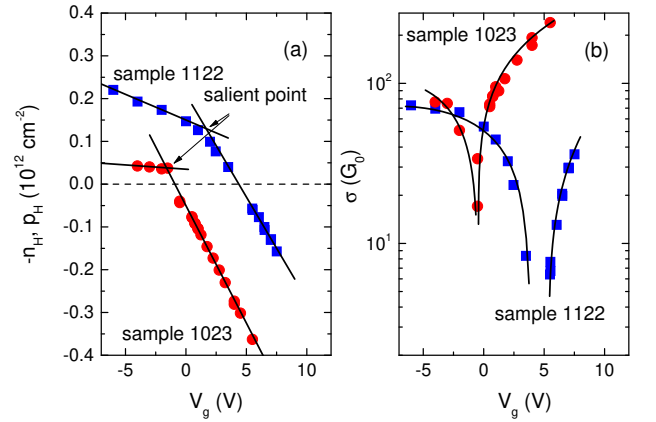 0.4
0.3
0.2
0.1
0.0
-0.1
-0.2
-0.3
-0.4
-n_H, p_H (10^12 cm^-2)
(a)
sample 1122
salient point
sample 1023
-5 0 5 10
V_g (V)
10^2
10^1
σ (G_0)
sample 1023
(b)
sample 1122
-5 0 5 10
V_g (V)